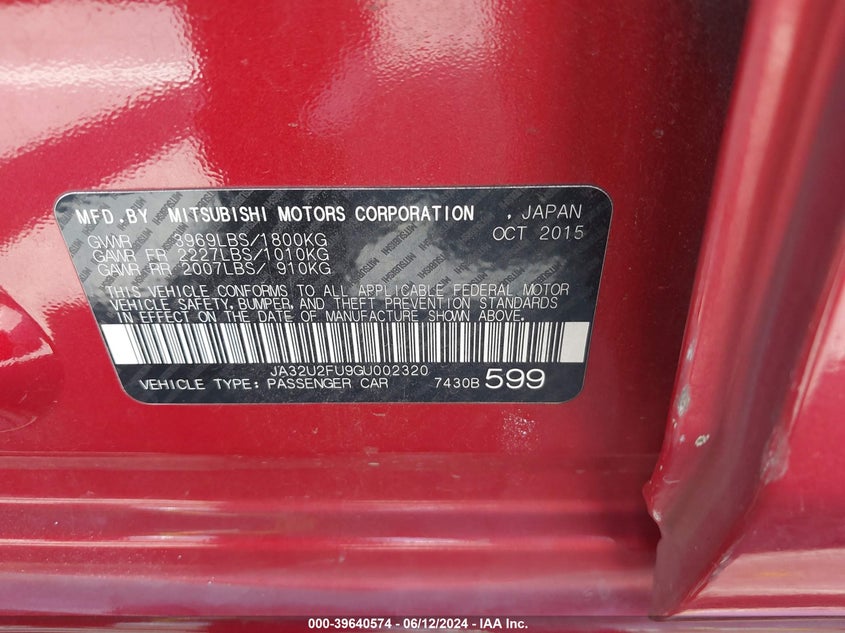 MFD. BY MITSUBISHI MOTORS CORPORATION , JAPAN
GVWR 3969LBS/1800KG OCT 2015
GAWR FR 2227LBS/1010KG
GAWR RR 2007LBS/ 910KG
THIS VEHICLE CONFORMS TO ALL APPLICABLE FEDERAL MOTOR
VEHICLE SAFETY, BUMPER, AND THEFT PREVENTION STANDARDS
IN EFFECT ON THE DATE OF MANUFACTURE SHOWN ABOVE.
JA32U2FU9GU002320
VEHICLE TYPE: PASSENGER CAR 7430B 599
000-39640574 - 06/12/2024 - IAA Inc.